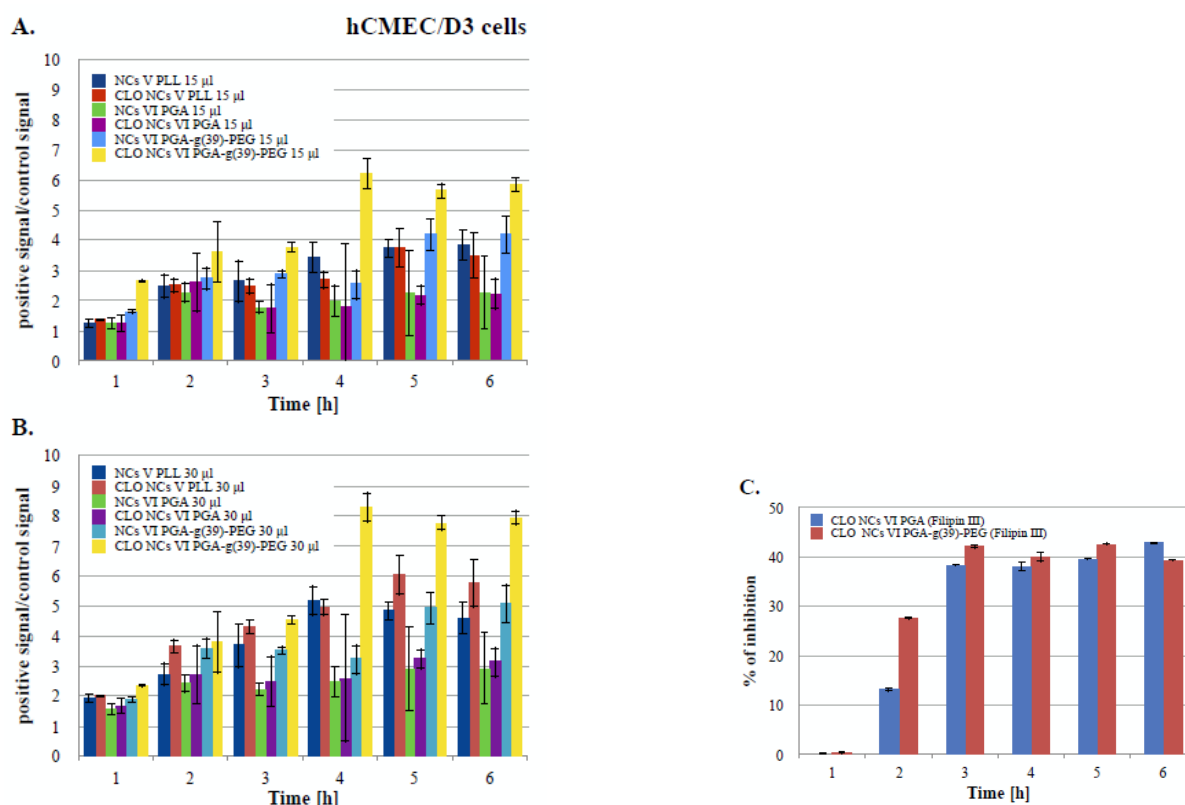 A.
hCMEC/D3 cells
positive signal/control signal
10
9
8
7
6
5
4
3
2
1
0
NCs V PLL 15 µl
CLO NCs V PLL 15 µl
NCs VI PGA 15 µl
CLO NCs VI PGA 15 µl
NCs VI PGA-g(39)-PEG 15 µl
CLO NCs VI PGA-g(39)-PEG 15 µl
1 2 3 4 5 6
Time [h]
B.
positive signal/control signal
10
9
8
7
6
5
4
3
2
1
0
NCs V PLL 30 µl
CLO NCs V PLL 30 µl
NCs VI PGA 30 µl
CLO NCs VI PGA 30 µl
NCs VI PGA-g(39)-PEG 30 µl
CLO NCs VI PGA-g(39)-PEG 30 µl
1 2 3 4 5 6
Time [h]
C.
% of inhibition
50
40
30
20
10
0
CLO NCs VI PGA (Filipin III)
CLO NCs VI PGA-g(39)-PEG (Filipin III)
1 2 3 4 5 6
Time [h]